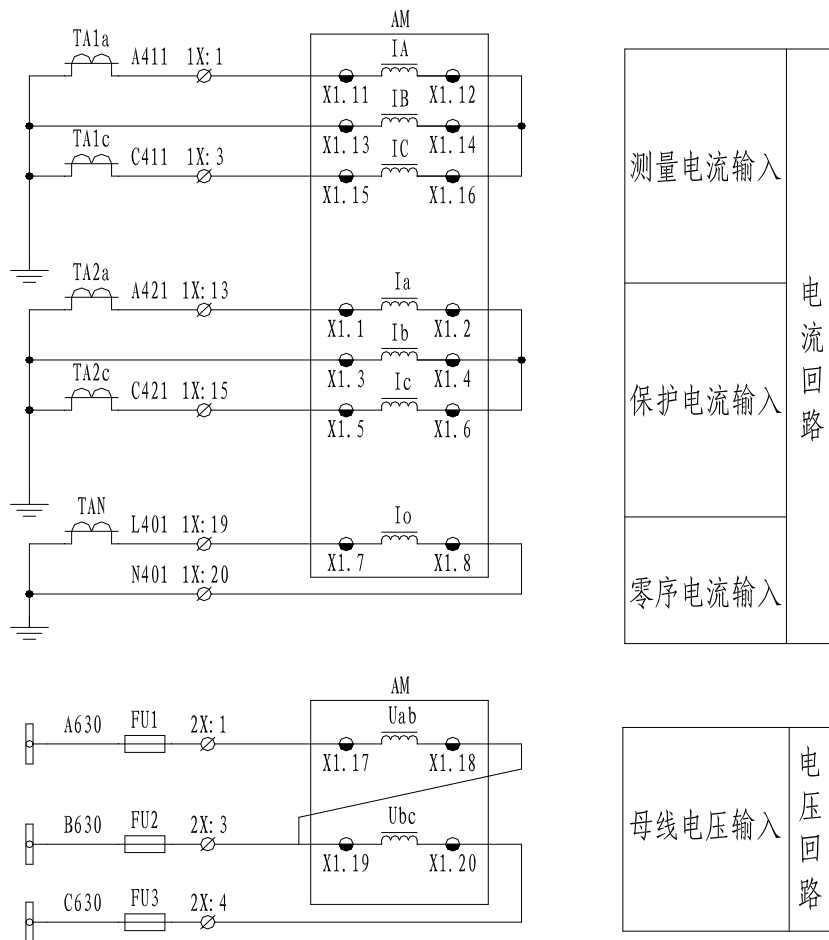 AM
TA1a A411 1X:1 IA
X1.11 X1.12
IB
X1.13 X1.14
TA1c C411 1X:3 IC
X1.15 X1.16
测量电流输入
TA2a A421 1X:13 Ia
X1.1 X1.2
Ib
X1.3 X1.4
TA2c C421 1X:15 Ic
X1.5 X1.6
保护电流输入
电流回路
TAN L401 1X:19 Io
X1.7 X1.8
N401 1X:20
零序电流输入
AM
A630 FU1 2X:1 Uab
X1.17 X1.18
B630 FU2 2X:3 Ubc
X1.19 X1.20
C630 FU3 2X:4
母线电压输入
电压回路